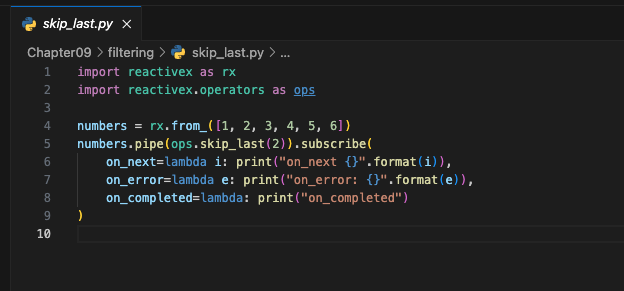 skip_last.py ×
Chapter09 > filtering > skip_last.py > ...
1 import reactivex as rx
2 import reactivex.operators as ops
3
4 numbers = rx.from_([1, 2, 3, 4, 5, 6])
5 numbers.pipe(ops.skip_last(2)).subscribe(
6     on_next=lambda i: print("on_next {}".format(i)),
7     on_error=lambda e: print("on_error: {}".format(e)),
8     on_completed=lambda: print("on_completed")
9 )
10